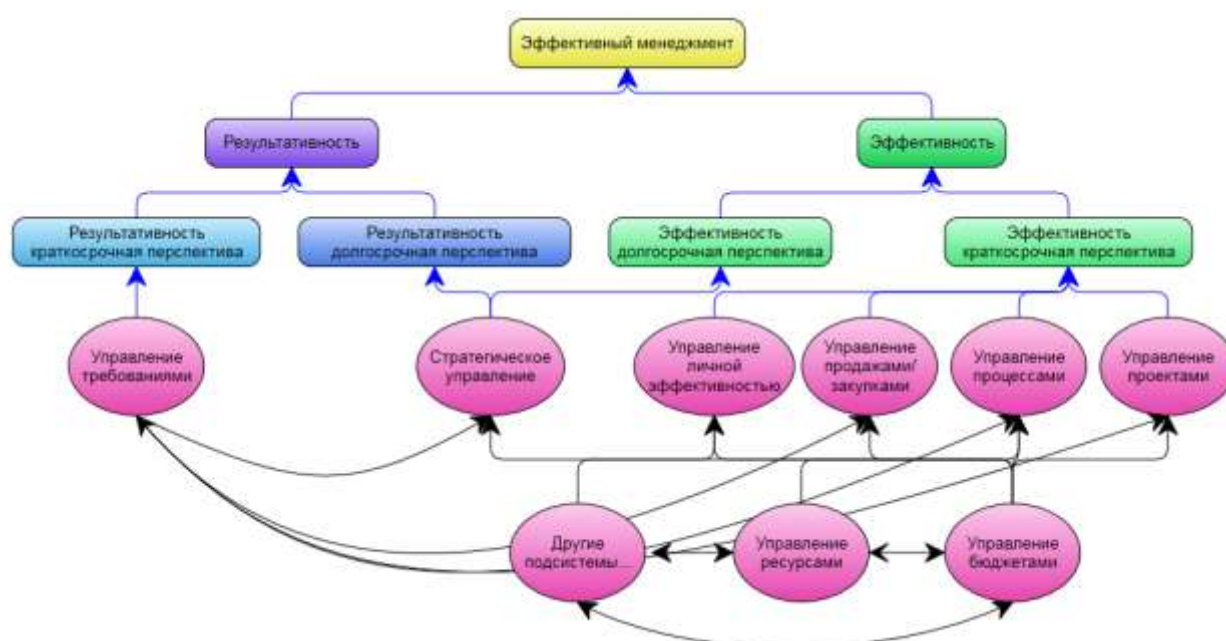 Эффективный менеджмент
Результативность
Эффективность
Результативность
краткосрочная перспектива
Результативность
долгосрочная перспектива
Эффективность
долгосрочная перспектива
Эффективность
краткосрочная перспектива
Управление
требованиями
Стратегическое
управление
Управление
личной
эффективностью
Управление
продажами/
закупками
Управление
процессами
Управление
проектами
Другие
подсистемы...
Управление
ресурсами
Управление
бюджетами